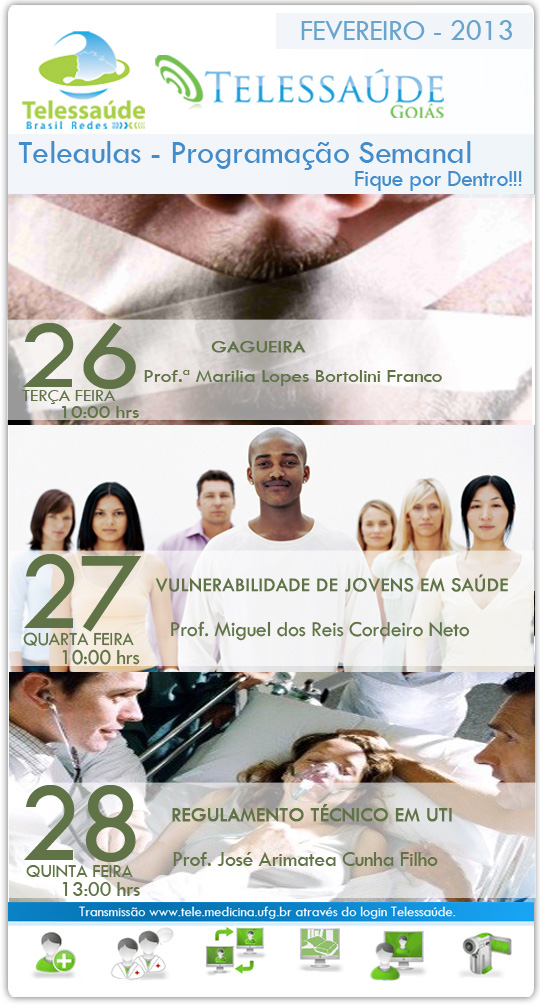 FEVEREIRO - 2013
Telessaúde
Brasil Redes
TELESSAÚDE
GOIÁS
Teleaulas - Programação Semanal
Fique por Dentro!!!
26
TERÇA FEIRA
10:00 hrs
GAGUEIRA
Prof.ª Marilia Lopes Bortolini Franco
27
QUARTA FEIRA
10:00 hrs
VULNERABILIDADE DE JOVENS EM SAÚDE
Prof. Miguel dos Reis Cordeiro Neto
28
QUINTA FEIRA
13:00 hrs
REGULAMENTO TÉCNICO EM UTI
Prof. José Arimatea Cunha Filho
Transmissão www.tele.medicina.ufg.br através do login Telessaúde.